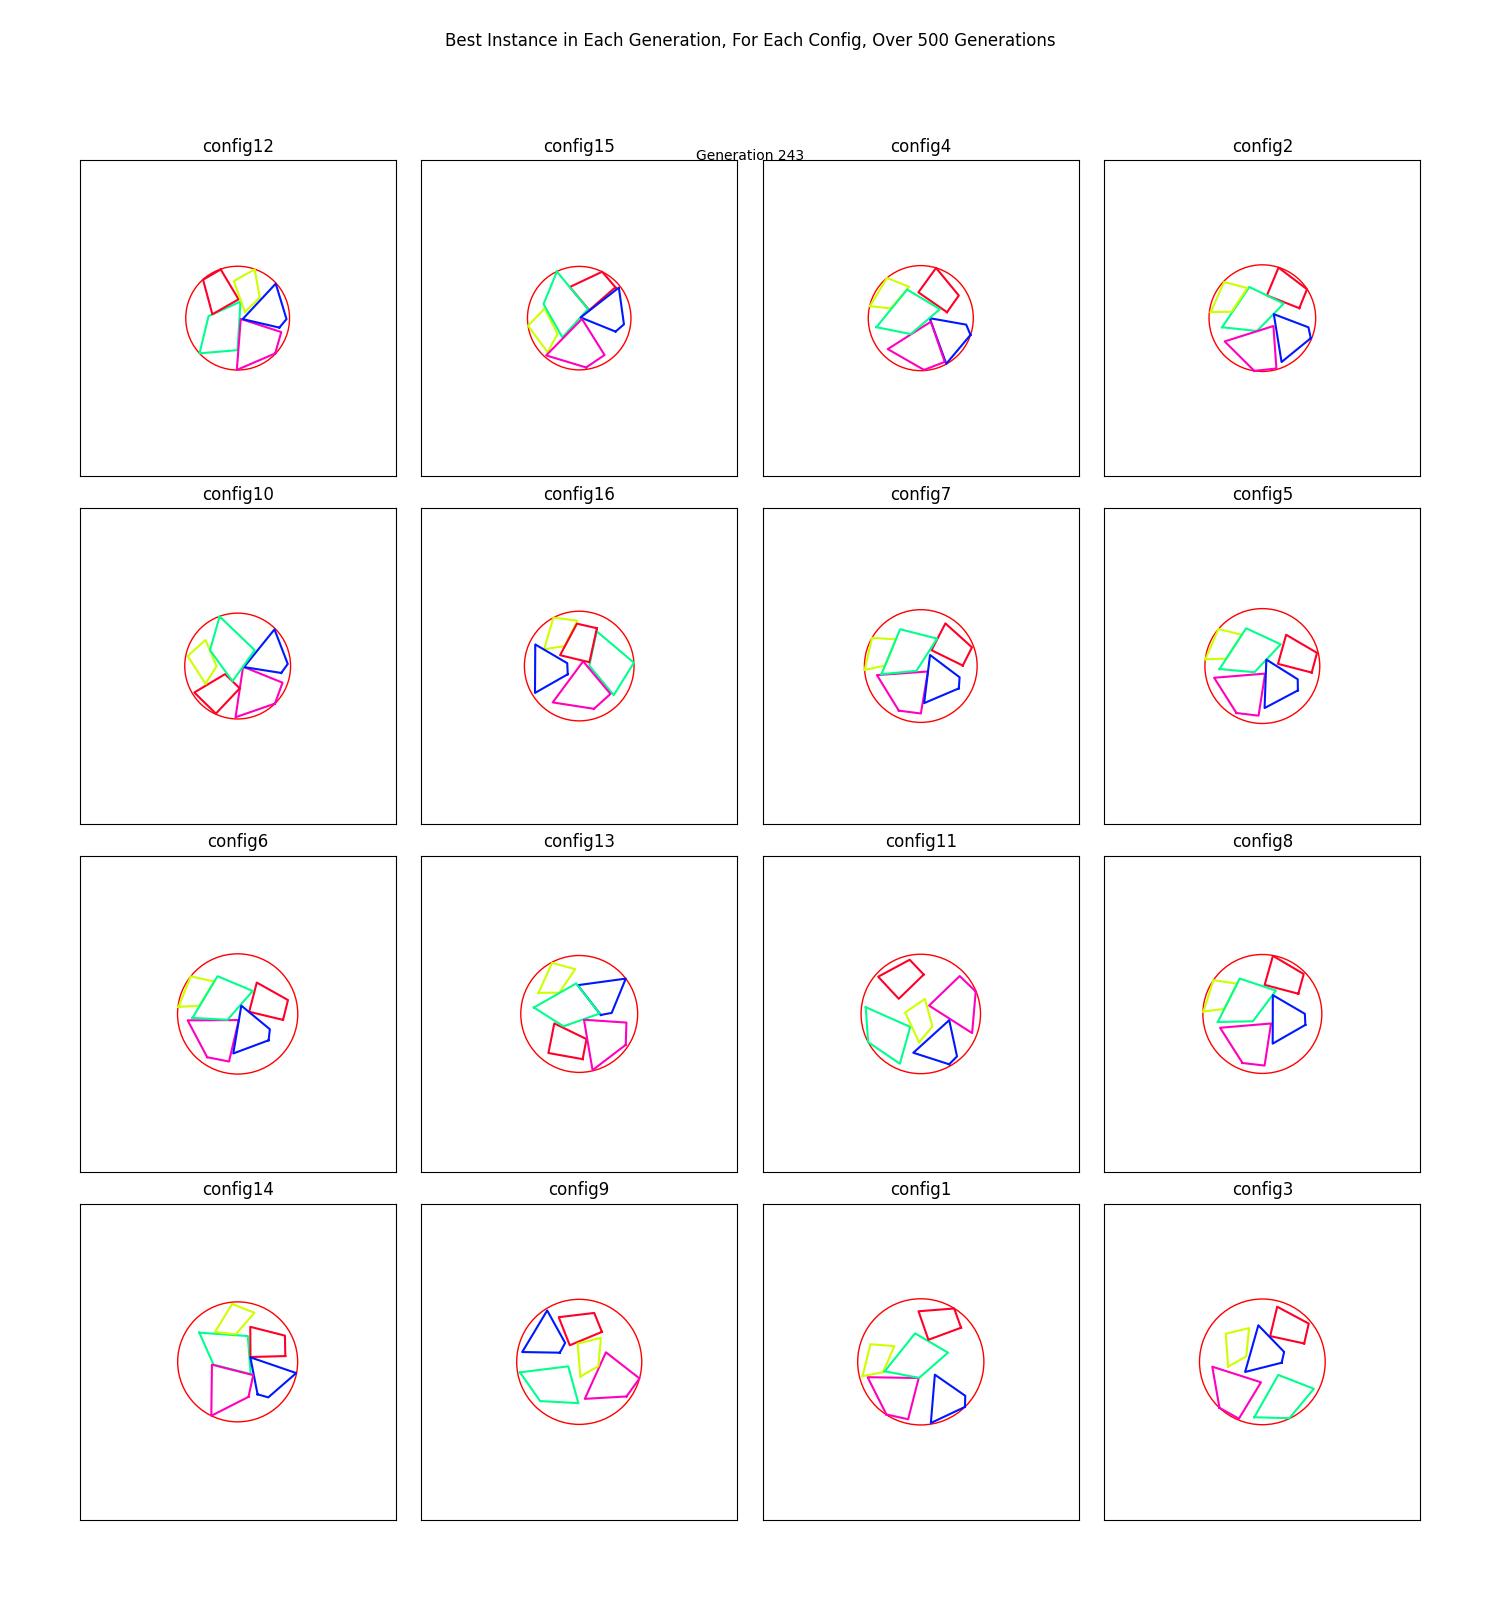 Best Instance in Each Generation, For Each Config, Over 500 Generations
Generation 243
config12
config15
config4
config2
config10
config16
config7
config5
config6
config13
config11
config8
config14
config9
config1
config3